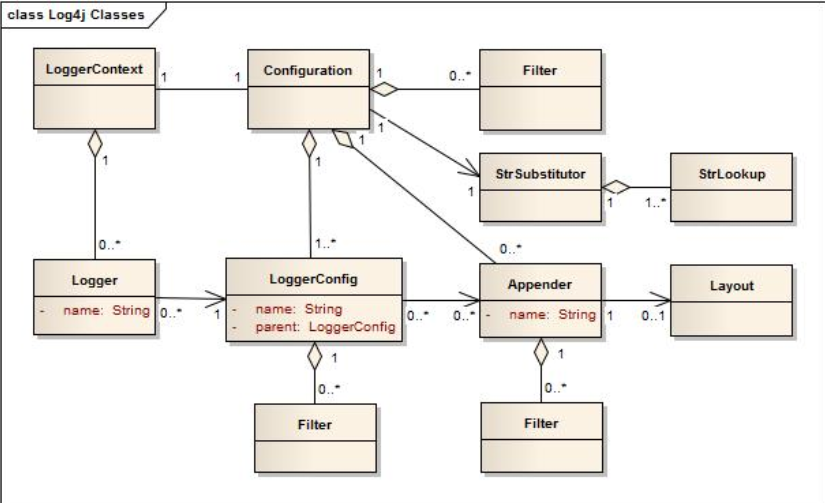 class Log4j Classes
LoggerContext
1
1
Configuration
1
0..*
Filter
1
1
1
1
1
StrSubstitutor
1
1..*
StrLookup
0..*
1..*
0..*
Logger
- name: String
0..*
1
LoggerConfig
- name: String
- parent: LoggerConfig
0..*
0..*
Appender
- name: String
1
0..1
Layout
1
0..*
Filter
1
0..*
Filter